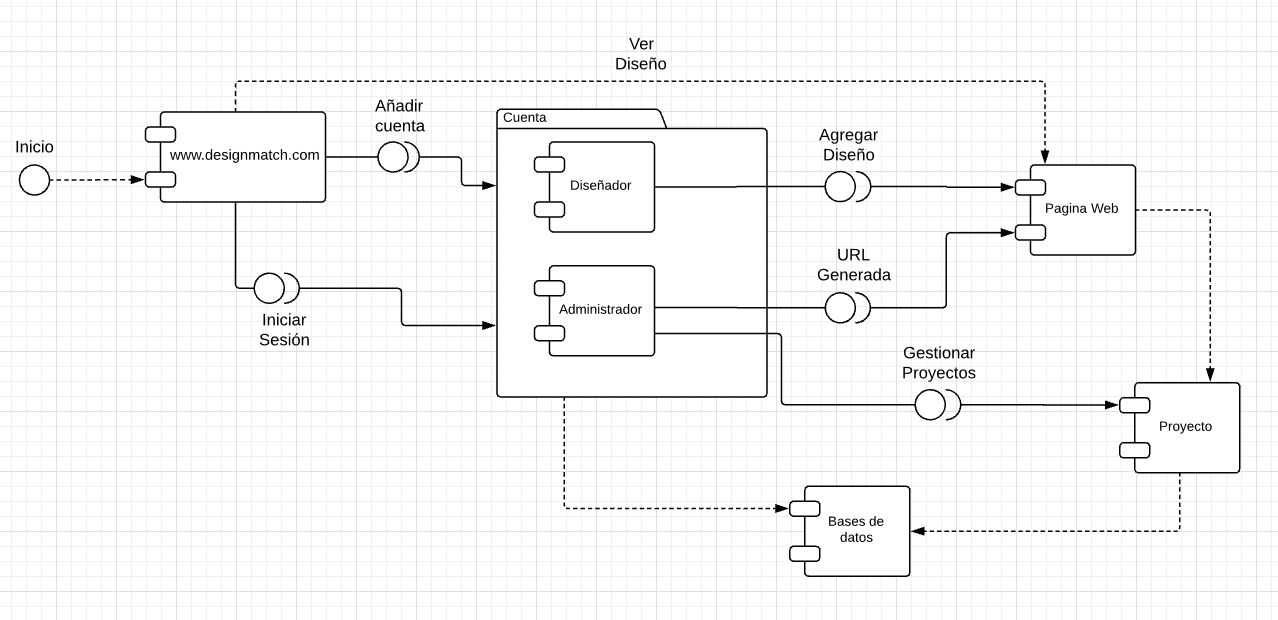 Ver
Diseño
Añadir
cuenta
Cuenta
Inicio
www.designmatch.com
Diseñador
Agregar
Diseño
Pagina Web
URL
Generada
Administrador
Iniciar
Sesión
Gestionar
Proyectos
Proyecto
Bases de
datos